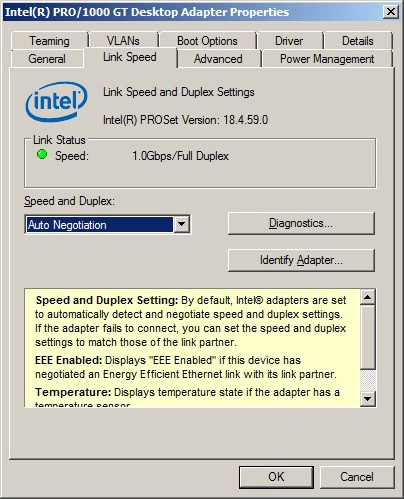 Intel(R) PRO/1000 GT Desktop Adapter Properties
Teaming VLANs Boot Options Driver Details
General Link Speed Advanced Power Management
intel
Link Speed and Duplex Settings
Intel(R) PROSet Version: 18.4.59.0
Link Status
Speed: 1.0Gbps/Full Duplex
Speed and Duplex:
Auto Negotiation
Diagnostics...
Identify Adapter...
Speed and Duplex Setting: By default, Intel® adapters are set
to automatically detect and negotiate speed and duplex settings.
If the adapter fails to connect, you can set the speed and duplex
settings to match those of the link partner.
EEE Enabled: Displays "EEE Enabled" if this device has
negotiated an Energy Efficient Ethernet link with its link partner.
Temperature: Displays temperature state if the adapter has a
temperature sensor.
OK Cancel